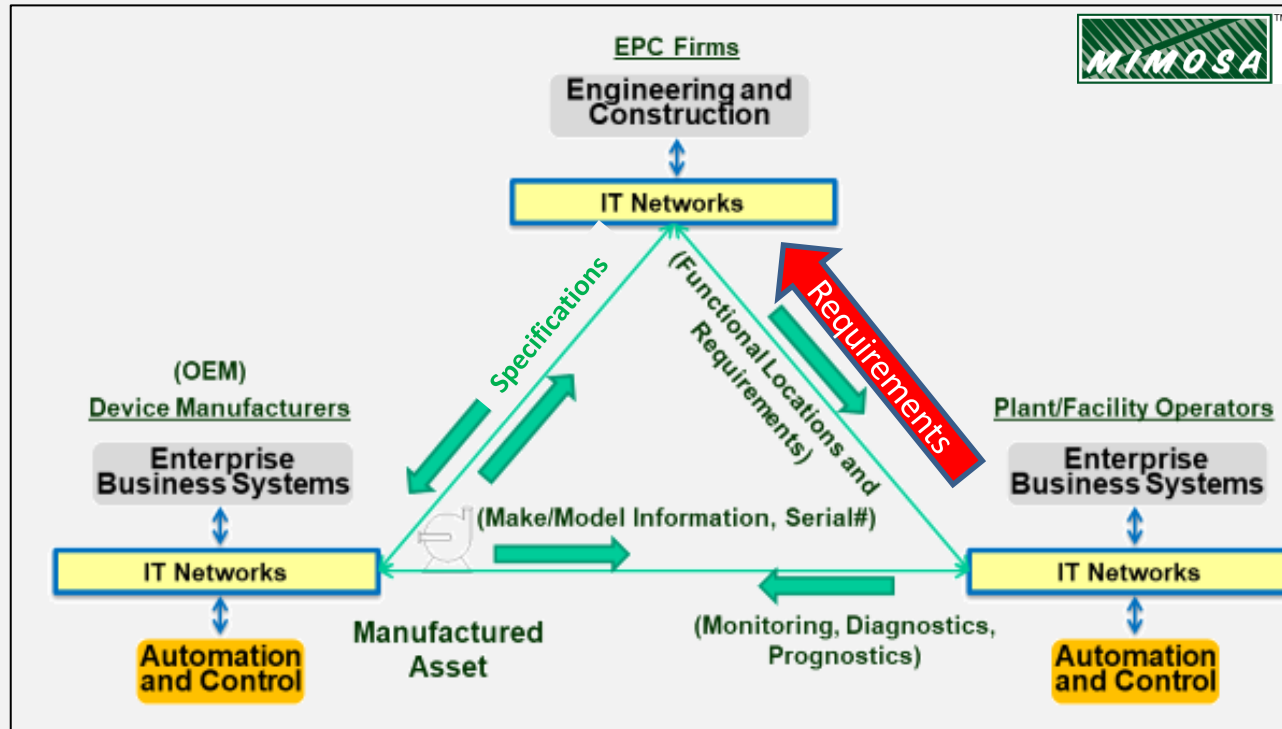 MIMOSA
TM
EPC Firms
Engineering and
Construction
IT Networks
Specifications
(Functional Locations and
Requirements)
Requirements
(OEM)
Device Manufacturers
Enterprise
Business Systems
IT Networks
Automation
and Control
Plant/Facility Operators
Enterprise
Business Systems
IT Networks
Automation
and Control
(Make/Model Information, Serial#)
Manufactured
Asset
(Monitoring, Diagnostics,
Prognostics)